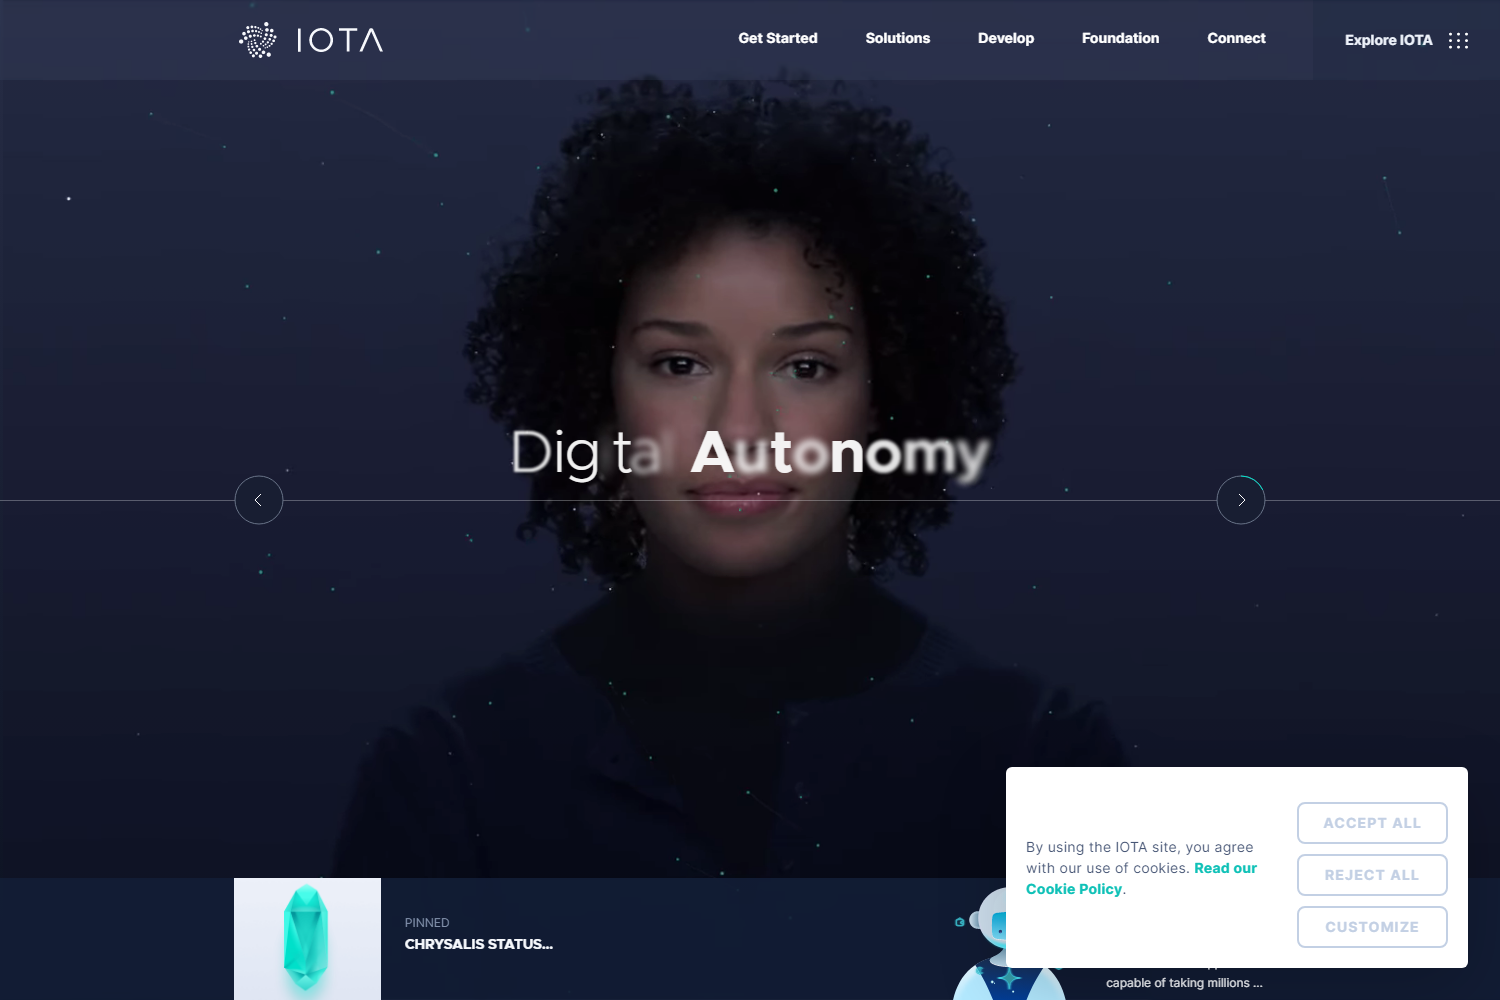 IOTA
Get Started
Solutions
Develop
Foundation
Connect
Explore IOTA
Digital Autonomy
By using the IOTA site, you agree
with our use of cookies. Read our
Cookie Policy.
ACCEPT ALL
REJECT ALL
CUSTOMIZE
PINNED
CHRYSALIS STATUS...
capable of taking millions ...